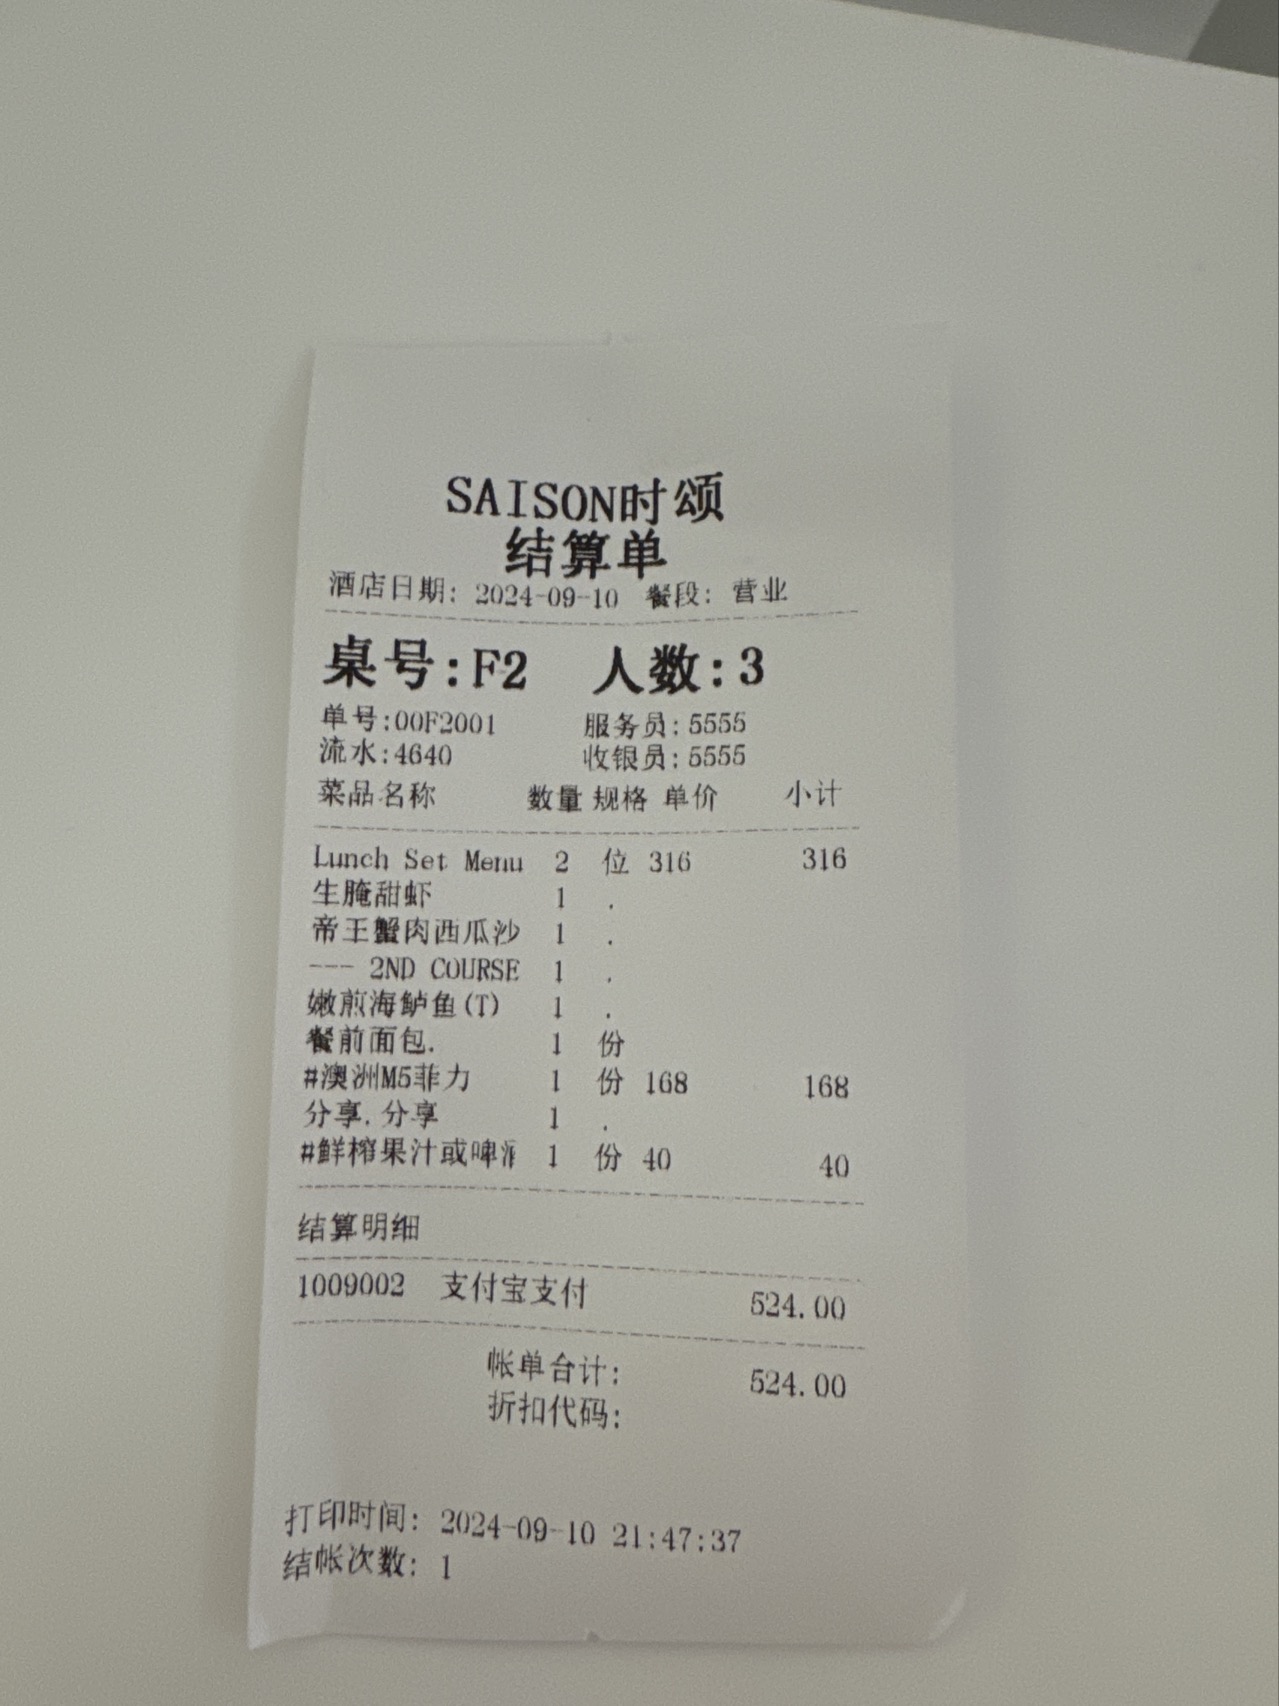 SAISON时颂
结算单
酒店日期: 2024-09-10 餐段: 营业
桌号:F2 人数:3
单号:00F2001 服务员:5555
流水:4640 收银员:5555
菜品名称 数量 规格 单价 小计
Lunch Set Menu 2 位 316 316
生腌甜虾 1 .
帝王蟹肉西瓜沙 1 .
--- 2ND COURSE 1 .
嫩煎海鲈鱼(T) 1 .
餐前面包. 1 份
#澳洲M5菲力 1 份 168 168
分享.分享 1 .
#鲜榨果汁或啤酒 1 份 40 40
结算明细
1009002 支付宝支付 524.00
帐单合计: 524.00
折扣代码:
打印时间: 2024-09-10 21:47:37
结帐次数: 1